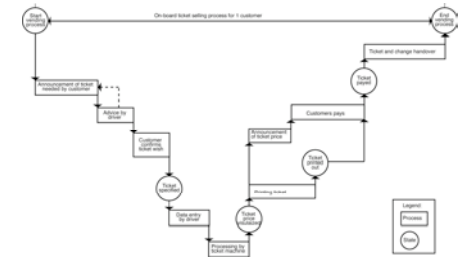 Start
vending
process
On-board ticket selling process for 1 customer
End
vending
process
Ticket and change handover
Ticket
payed
Announcement of ticket
needed by customer
Advice by
driver
Customers pays
Customer
confirms
ticket wish
Announcement
of ticket price
Ticket
printed
out
Ticket
specified
ticket
Data entry
by driver
Ticket
price
Processing by
ticket machine
Legend:
Process
State